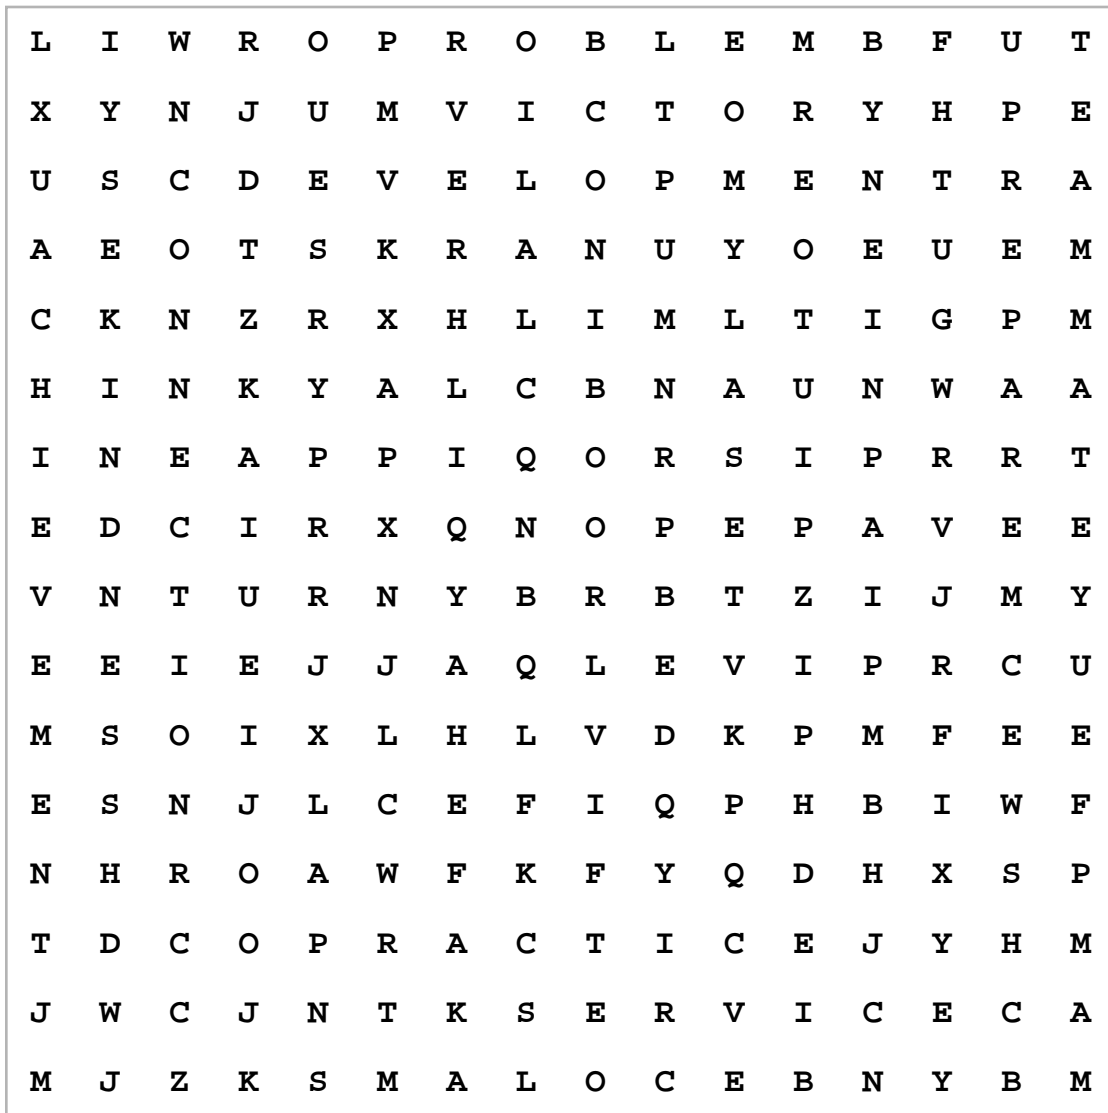 L I W R O P R O B L E M B F U T
X Y N J U M V I C T O R Y H P E
U S C D E V E L O P M E N T R A
A E O T S K R A N U Y O E U E M
C K N Z R X H L I M L T I G P M
H I N K Y A L C B N A U N W A A
I N E A P P I Q O R S I P R R T
E D C I R X Q N O P E P A V E E
V N T U R N Y B R B T Z I J M Y
E E I E J J A Q L E V I P R C U
M S O I X L H L V D K P M F E E
E S N J L C E F I Q P H B I W F
N H R O A W F K F Y Q D H X S P
T D C O P R A C T I C E J Y H M
J W C J N T K S E R V I C E C A
M J Z K S M A L O C E B N Y B M